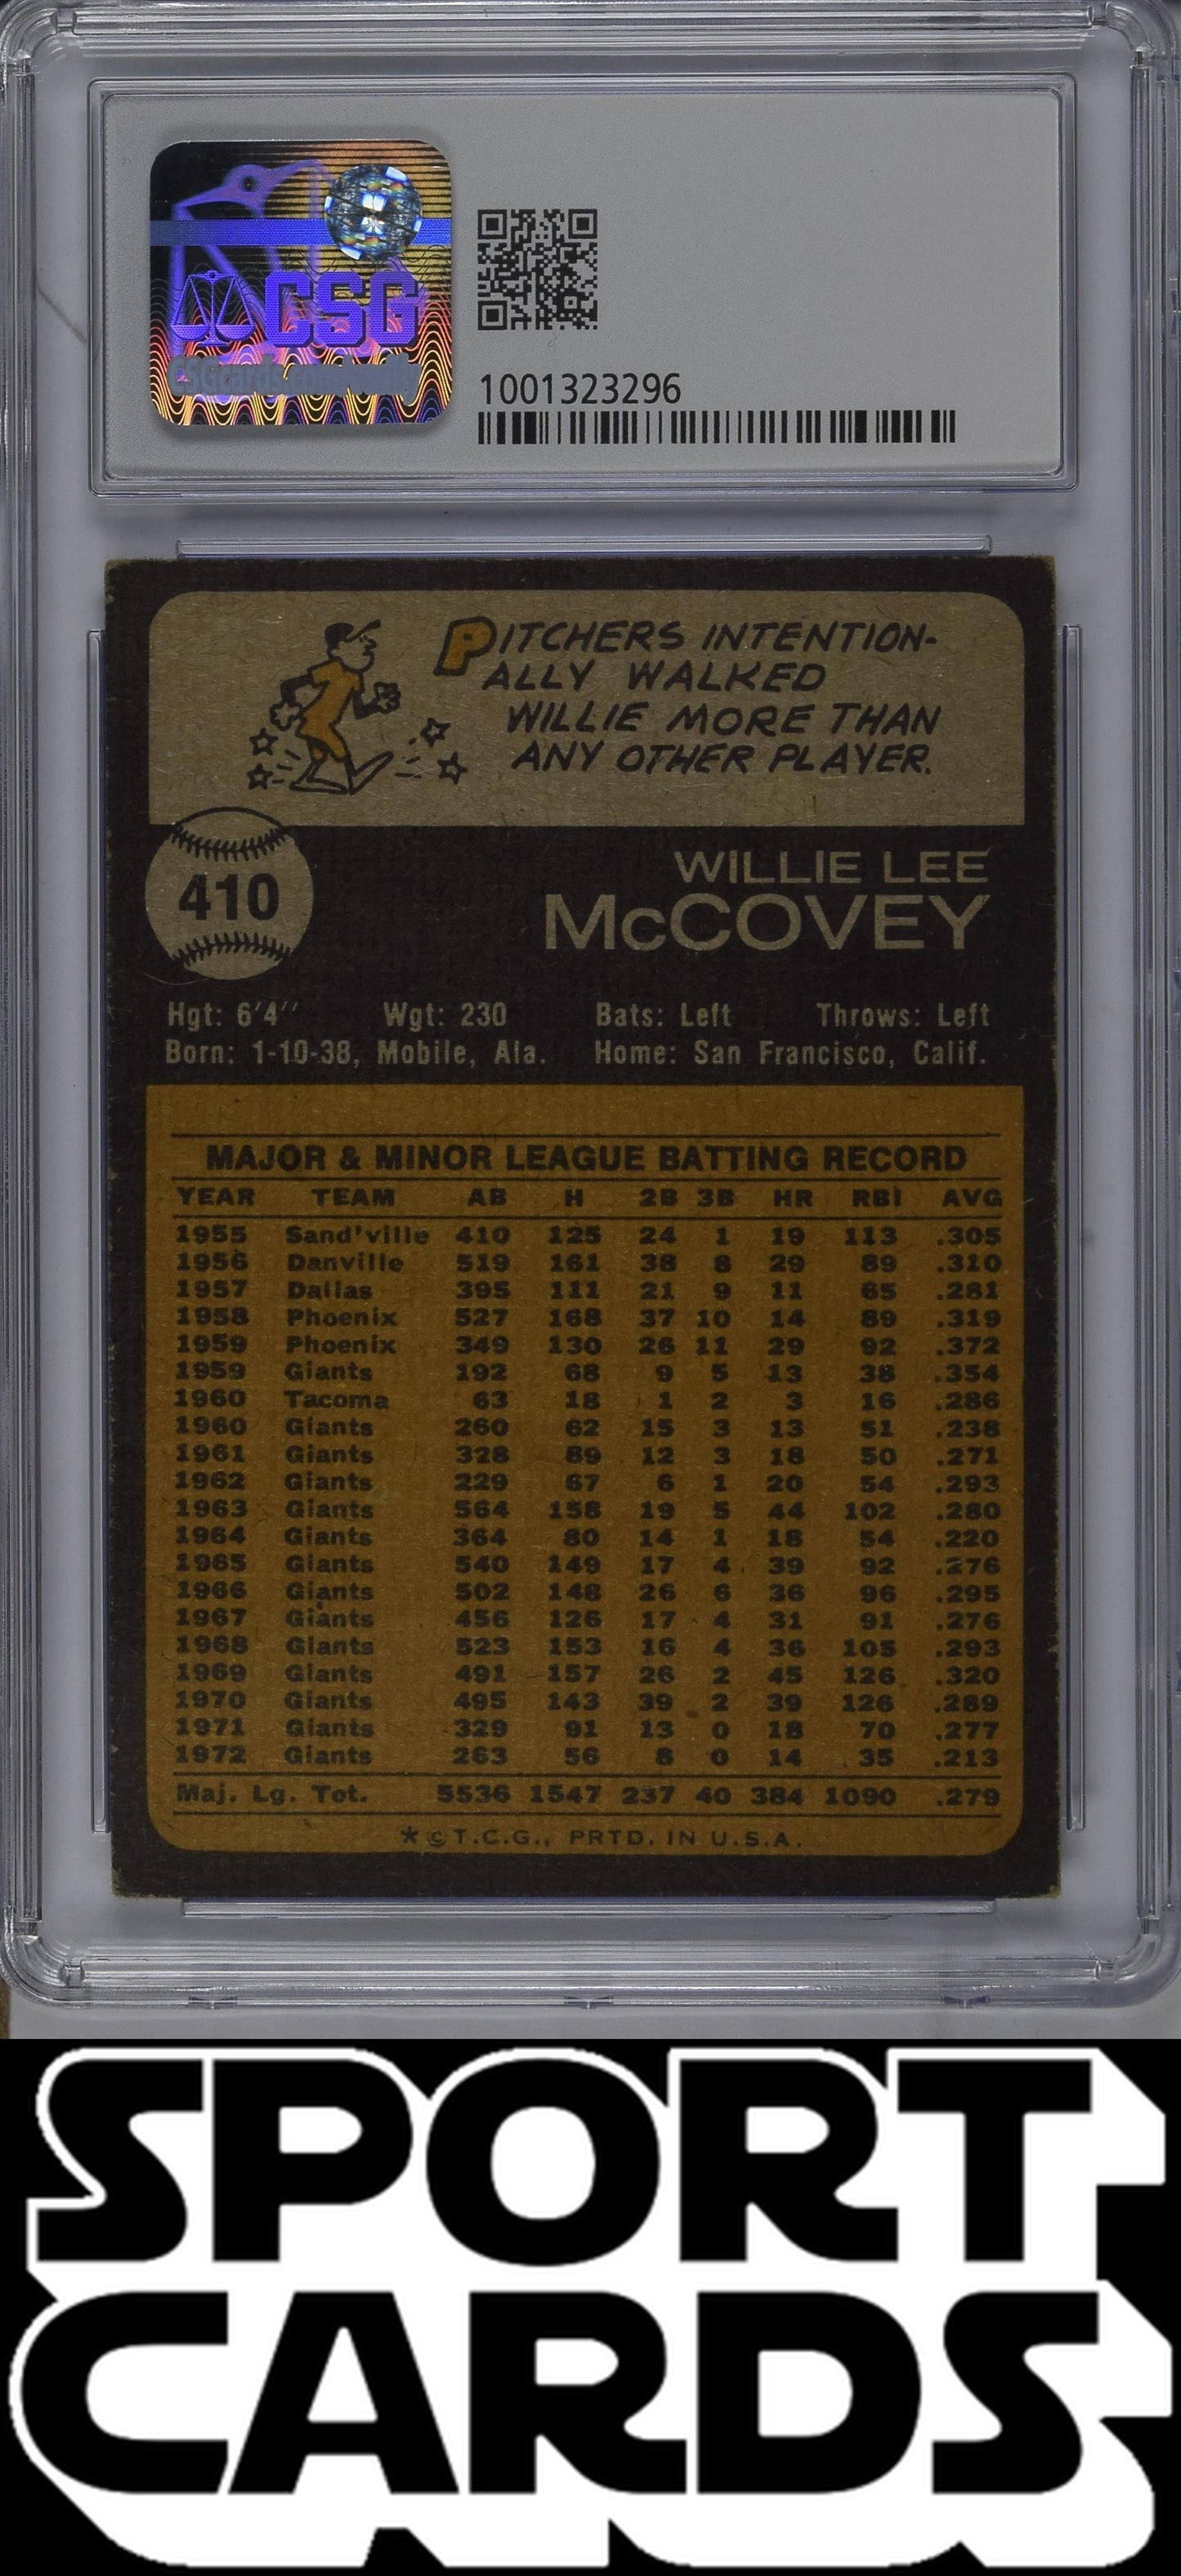 CSG
CSGcards.com/verify
1001323296
PITCHERS INTENTION-
ALLY WALKED
WILLIE MORE THAN
ANY OTHER PLAYER.
410
WILLIE LEE
McCOVEY
Hgt: 6'4" Wgt: 230 Bats: Left Throws: Left
Born: 1-10-38, Mobile, Ala. Home: San Francisco, Calif.
MAJOR & MINOR LEAGUE BATTING RECORD
YEAR TEAM AB H 2B 3B HR RBI AVG
1955 Sand'ville 410 125 24 1 19 113 .305
1956 Danville 519 161 38 8 29 89 .310
1957 Dallas 395 111 21 9 11 65 .281
1958 Phoenix 527 168 37 10 14 89 .319
1959 Phoenix 349 130 26 11 29 92 .372
1959 Giants 192 68 9 5 13 38 .354
1960 Tacoma 63 18 1 2 3 16 .286
1960 Giants 260 62 15 3 13 51 .238
1961 Giants 328 89 12 3 18 50 .271
1962 Giants 229 67 6 1 20 54 .293
1963 Giants 564 158 19 5 44 102 .280
1964 Giants 364 80 14 1 18 54 .220
1965 Giants 540 149 17 4 39 92 .276
1966 Giants 502 148 26 6 36 96 .295
1967 Giants 456 126 17 4 31 91 .276
1968 Giants 523 153 16 4 36 105 .293
1969 Giants 491 157 26 2 45 126 .320
1970 Giants 495 143 39 2 39 126 .289
1971 Giants 329 91 13 0 18 70 .277
1972 Giants 263 56 8 0 14 35 .213
Maj. Lg. Tot. 5536 1547 237 40 384 1090 .279
*©T.C.G., PRTD. IN U.S.A.
SPORT
CARDS